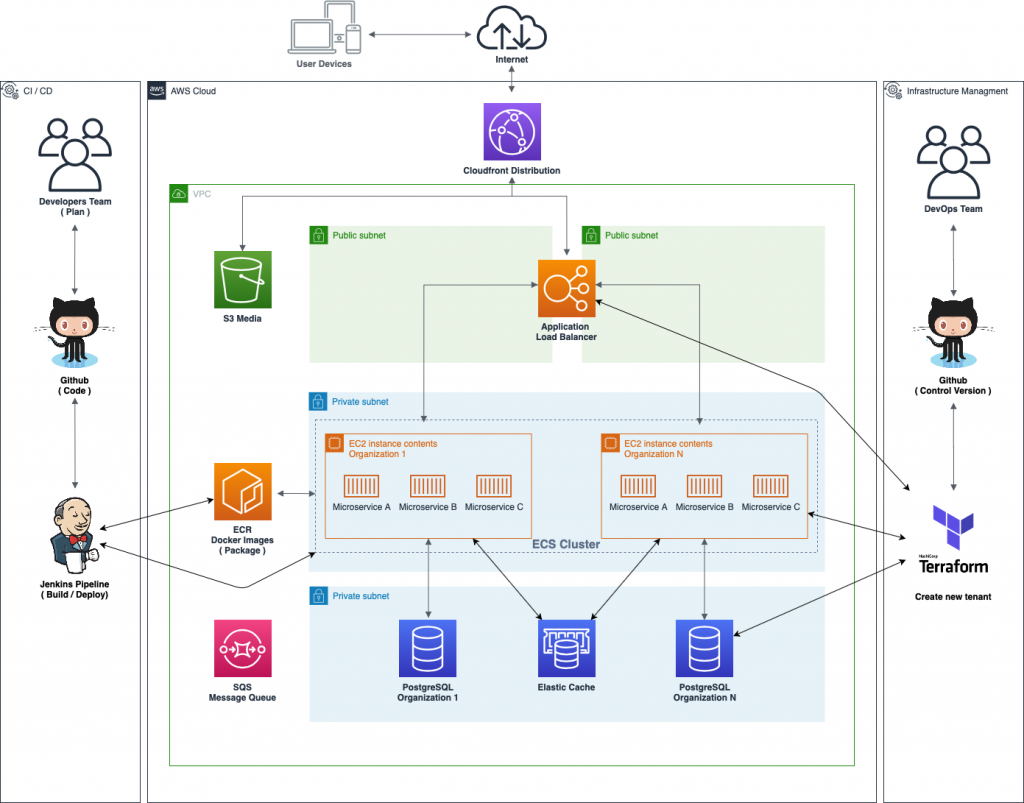 User Devices
Internet
CI / CD
aws
AWS Cloud
Infrastructure Managment
Developers Team
( Plan )
Cloudfront Distribution
DevOps Team
VPC
Public subnet
Public subnet
S3 Media
Application
Load Balancer
Github
( Code )
Github
( Control Version )
Private subnet
EC2 instance contents
Organization 1
EC2 instance contents
Organization N
Microservice A
Microservice B
Microservice C
Microservice A
Microservice B
Microservice C
ECR
Docker Images
( Package )
ECS Cluster
HashiCorp
Terraform
Jenkins Pipeline
( Build / Deploy)
Create new tenant
Private subnet
SQS
Message Queue
PostgreSQL
Organization 1
Elastic Cache
PostgreSQL
Organization N